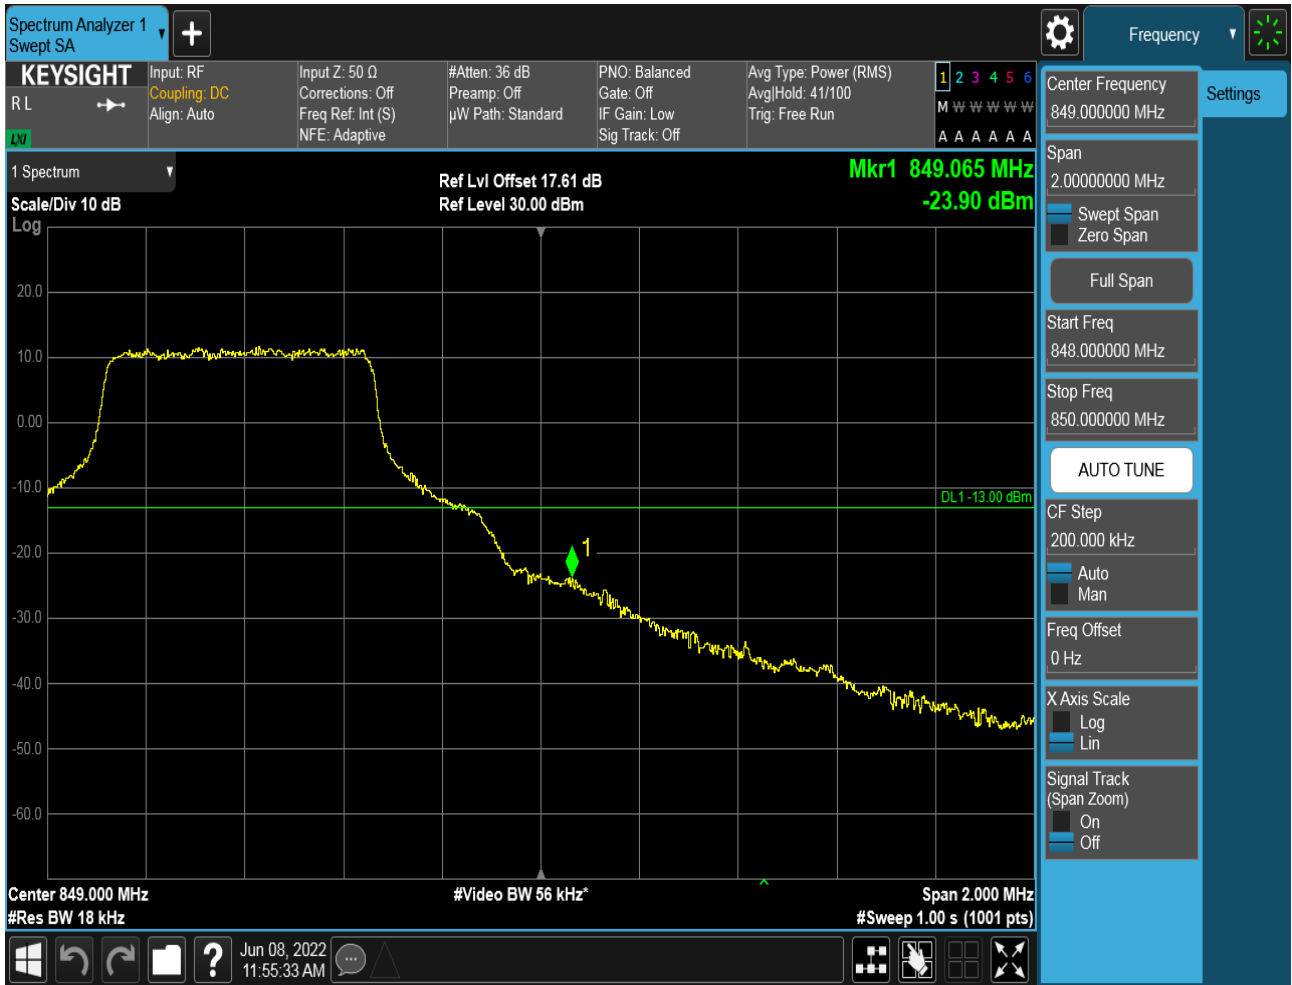 Spectrum Analyzer 1
Swept SA
Frequency
KEYSIGHT
R L
LXI
Input: RF
Coupling: DC
Align: Auto
Input Z: 50 Ω
Corrections: Off
Freq Ref: Int (S)
NFE: Adaptive
#Atten: 36 dB
Preamp: Off
µW Path: Standard
PNO: Balanced
Gate: Off
IF Gain: Low
Sig Track: Off
Avg Type: Power (RMS)
Avg|Hold: 41/100
Trig: Free Run
1 2 3 4 5 6
M W W W W W
A A A A A A
1 Spectrum
Scale/Div 10 dB
Log
Ref Lvl Offset 17.61 dB
Ref Level 30.00 dBm
Mkr1 849.065 MHz
-23.90 dBm
20.0
10.0
0.00
-10.0
-20.0
-30.0
-40.0
-50.0
-60.0
DL1 -13.00 dBm
1
Center 849.000 MHz
#Res BW 18 kHz
#Video BW 56 kHz*
Span 2.000 MHz
#Sweep 1.00 s (1001 pts)
Jun 08, 2022
11:55:33 AM
Center Frequency
849.000000 MHz
Span
2.00000000 MHz
Swept Span
Zero Span
Full Span
Start Freq
848.000000 MHz
Stop Freq
850.000000 MHz
AUTO TUNE
CF Step
200.000 kHz
Auto
Man
Freq Offset
0 Hz
X Axis Scale
Log
Lin
Signal Track
(Span Zoom)
On
Off
Settings